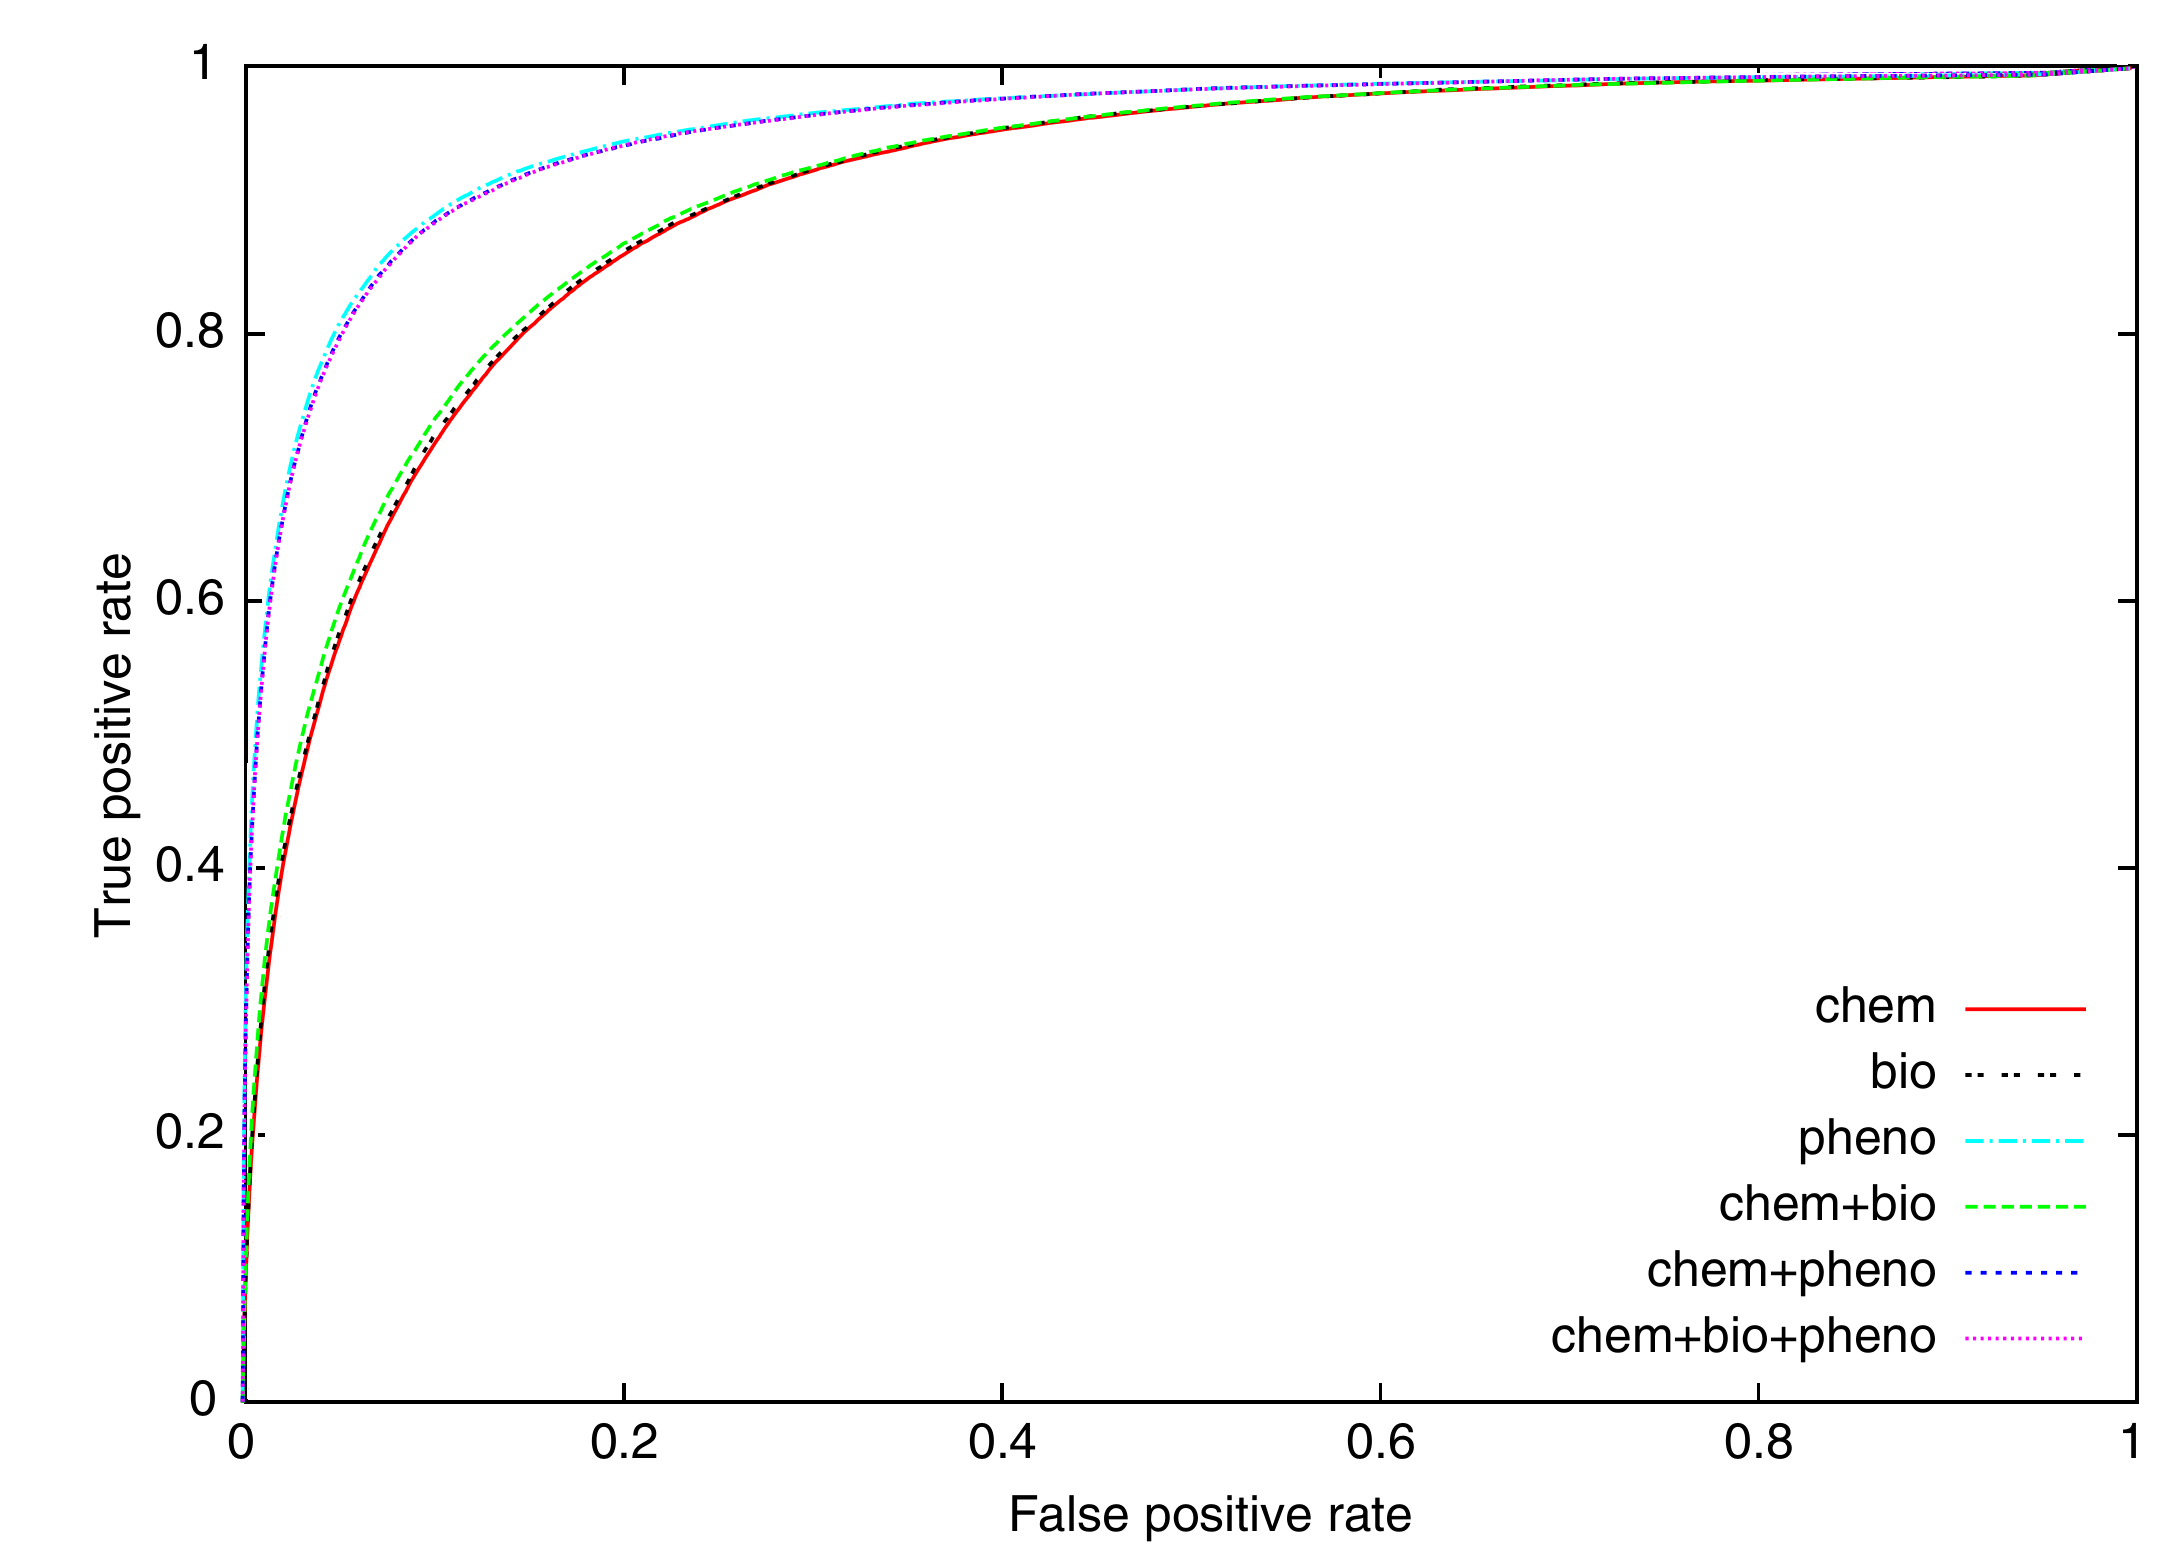 1
0.8
0.6
0.4
0.2
0
True positive rate
chem
bio
pheno
chem+bio
chem+pheno
chem+bio+pheno
0 0.2 0.4 0.6 0.8 1
False positive rate